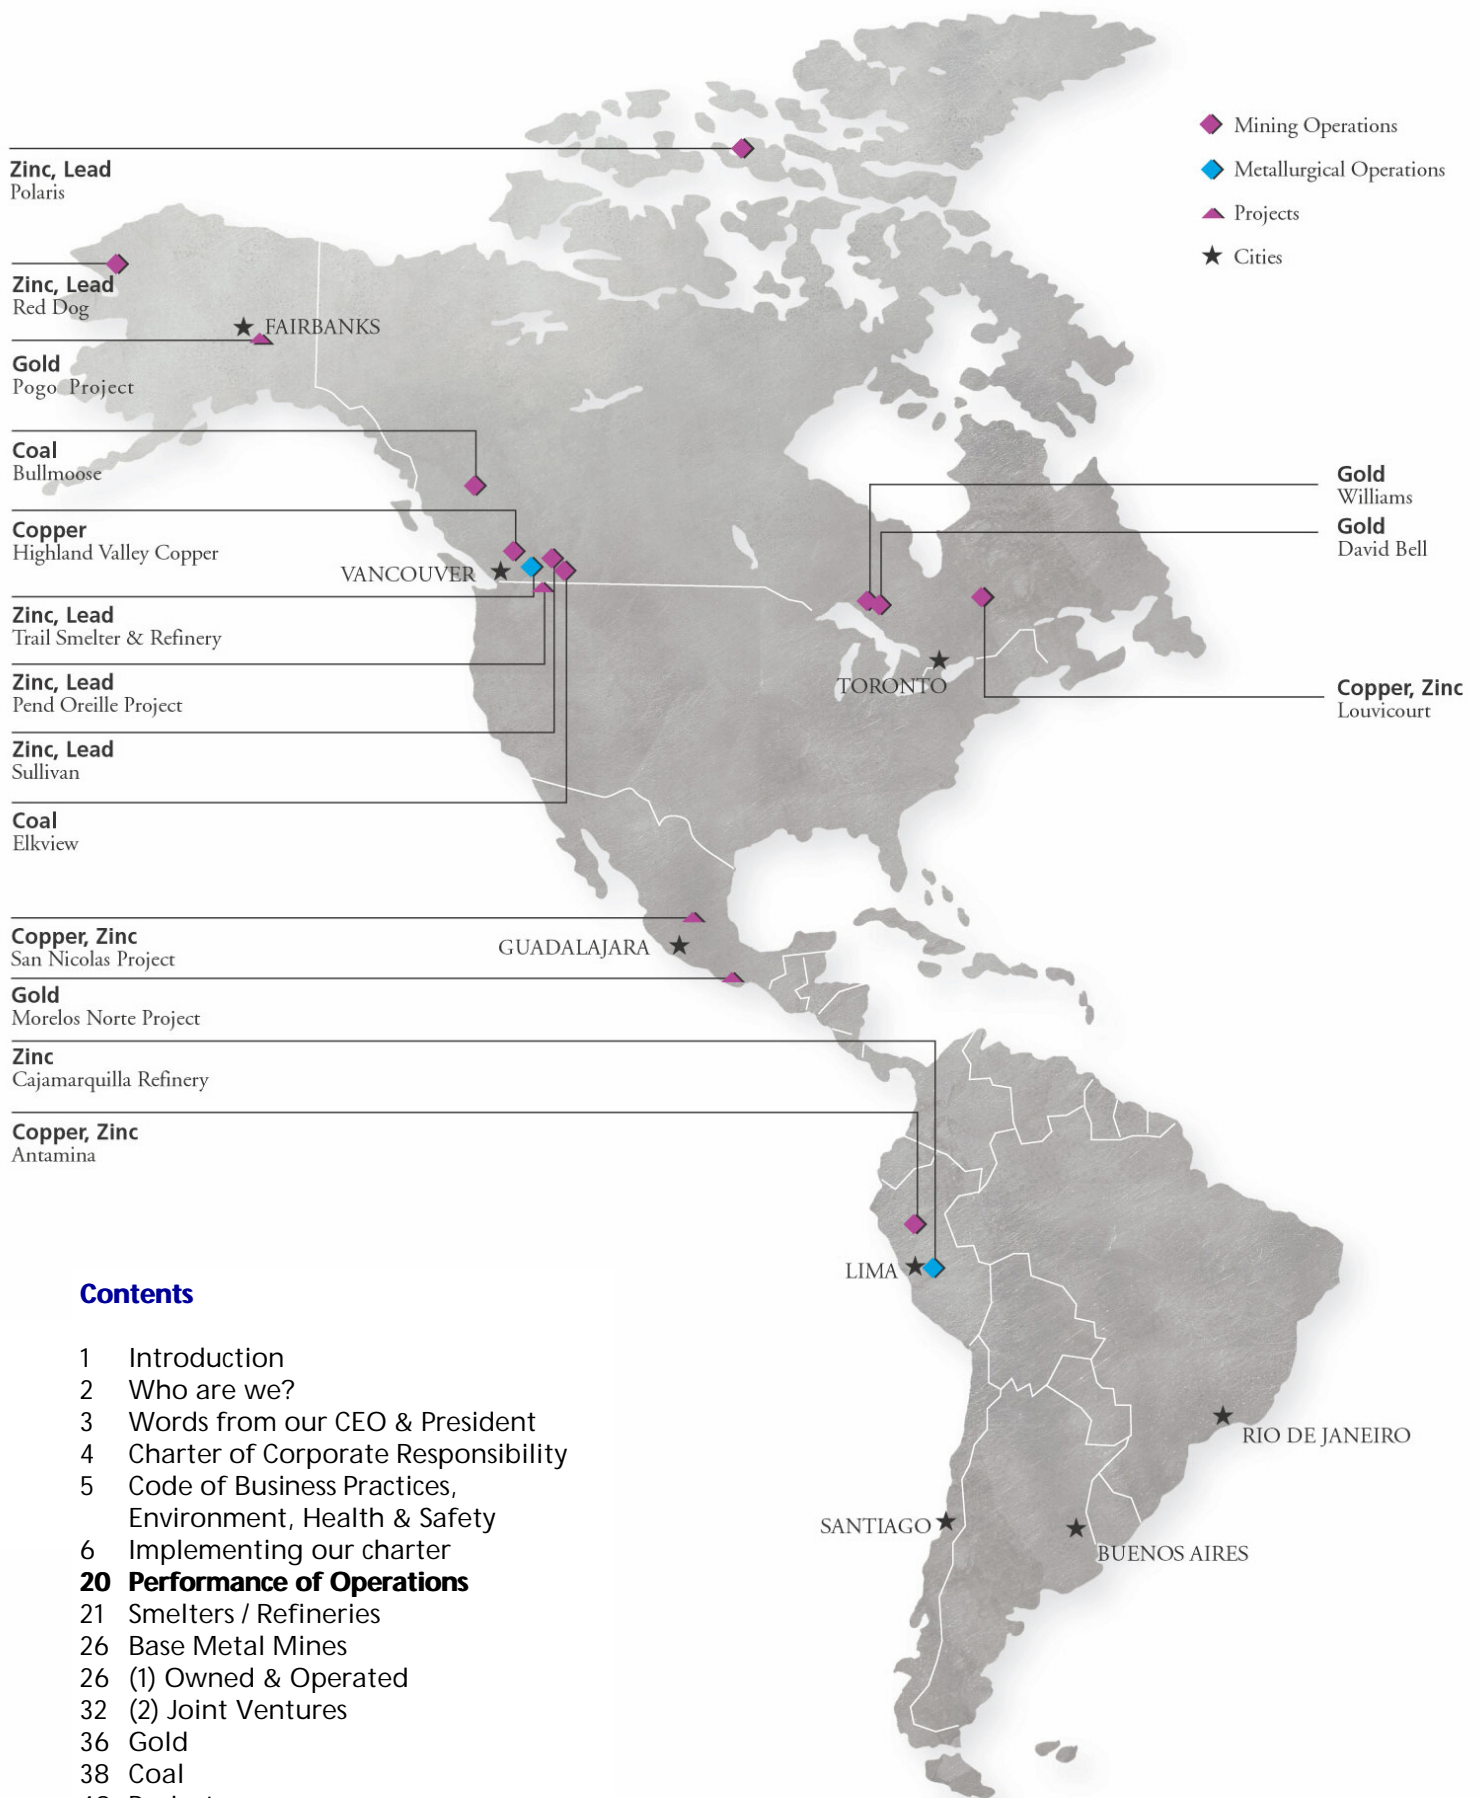 Mining Operations
Metallurgical Operations
Projects
Cities
Zinc, Lead
Polaris
Zinc, Lead
Red Dog
FAIRBANKS
Gold
Pogo Project
Coal
Bullmoose
Copper
Highland Valley Copper
VANCOUVER
Zinc, Lead
Trail Smelter & Refinery
Zinc, Lead
Pend Oreille Project
Zinc, Lead
Sullivan
Coal
Elkview
Gold
Williams
Gold
David Bell
TORONTO
Copper, Zinc
Louvicourt
Copper, Zinc
San Nicolas Project
GUADALAJARA
Gold
Morelos Norte Project
Zinc
Cajamarquilla Refinery
Copper, Zinc
Antamina
LIMA
RIO DE JANEIRO
SANTIAGO
BUENOS AIRES
Contents
1 Introduction
2 Who are we?
3 Words from our CEO & President
4 Charter of Corporate Responsibility
5 Code of Business Practices,
Environment, Health & Safety
6 Implementing our charter
20 Performance of Operations
21 Smelters / Refineries
26 Base Metal Mines
26 (1) Owned & Operated
32 (2) Joint Ventures
36 Gold
38 Coal